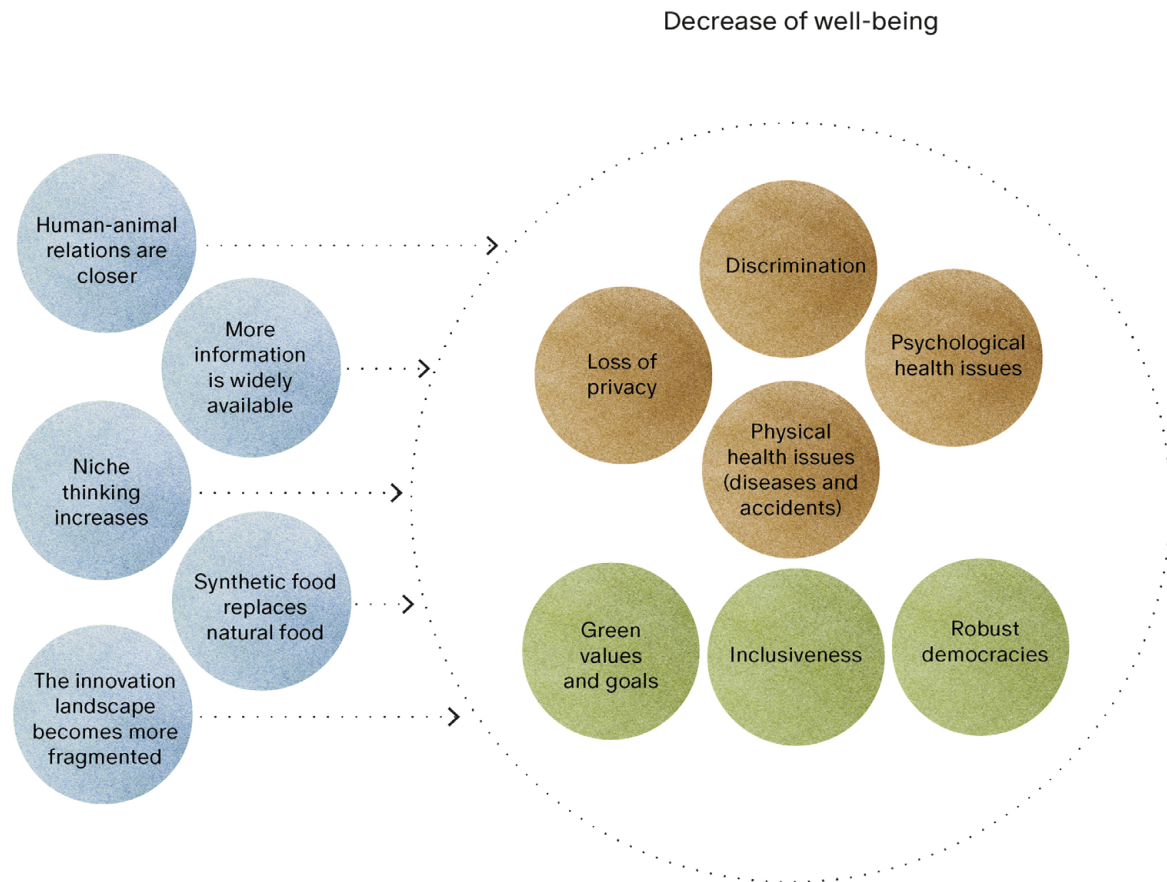 Decrease of well-being
Human-animal
relations are
closer
More
information
is widely
available
Niche
thinking
increases
Synthetic food
replaces
natural food
The innovation
landscape
becomes more
fragmented
Discrimination
Loss of
privacy
Psychological
health issues
Physical
health issues
(diseases and
accidents)
Green
values
and goals
Inclusiveness
Robust
democracies